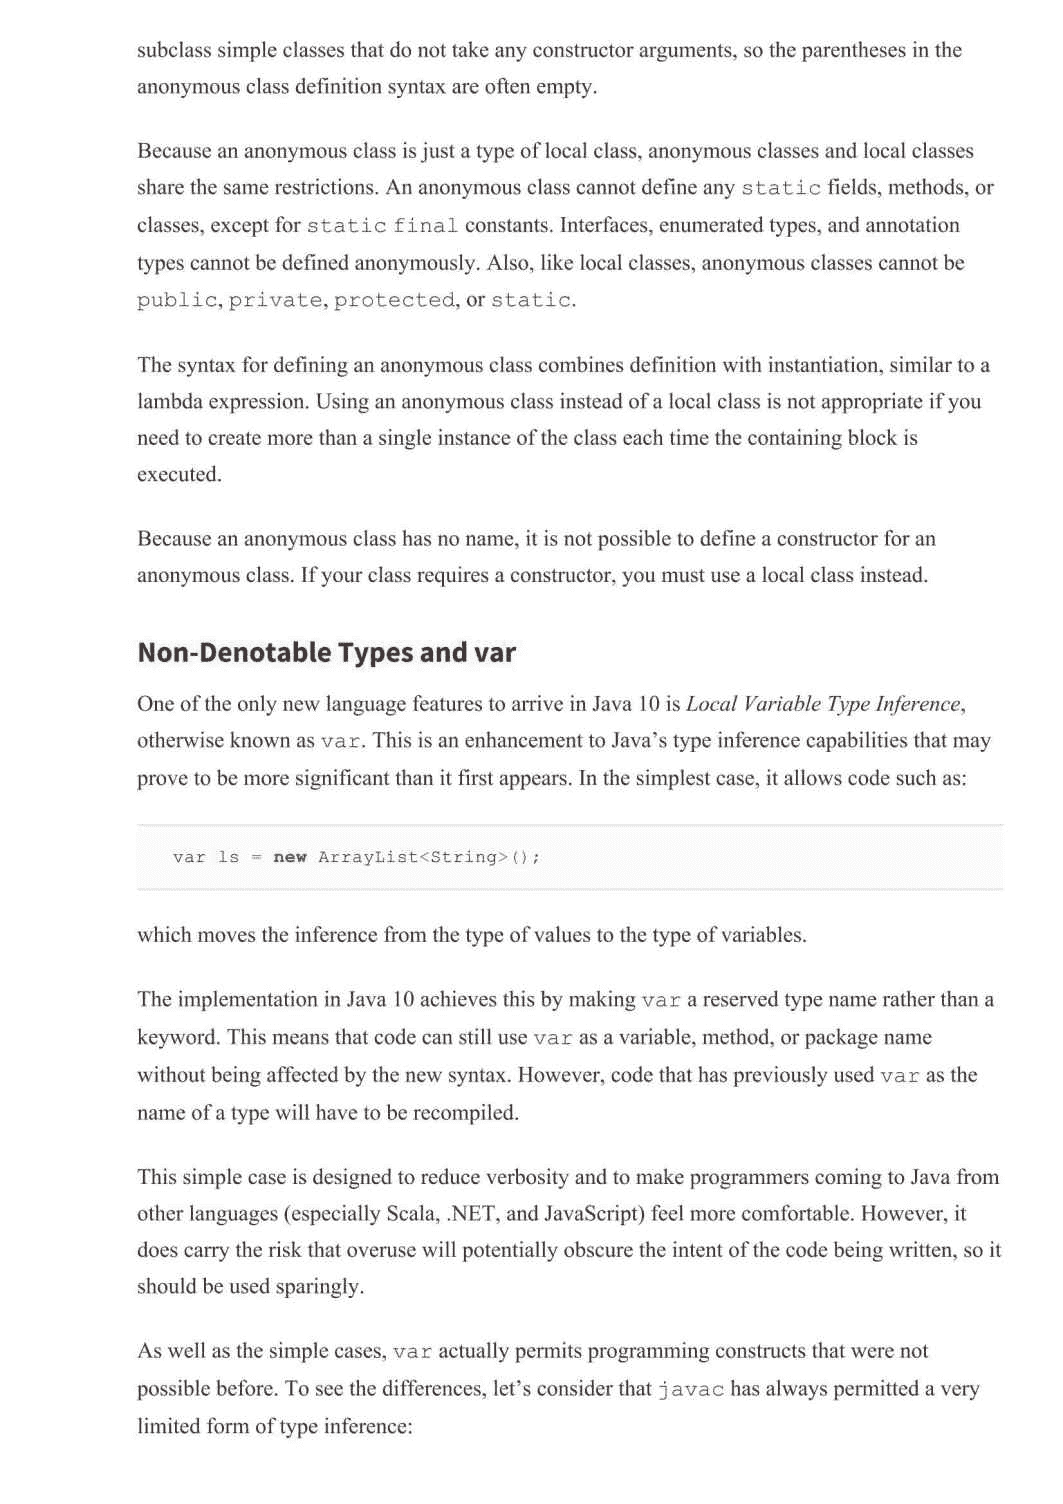 subclass simple classes that do not take any constructor arguments, so the parentheses in the
anonymous class definition syntax are often empty.
Because an anonymous class is just a type of local class, anonymous classes and local classes
share the same restrictions. An anonymous class cannot define any static fields, methods, or
classes, except for static final constants. Interfaces, enumerated types, and annotation
types cannot be defined anonymously. Also, like local classes, anonymous classes cannot be
public, private, protected, or static.
The syntax for defining an anonymous class combines definition with instantiation, similar to a
lambda expression. Using an anonymous class instead of a local class is not appropriate if you
need to create more than a single instance of the class each time the containing block is
executed.
Because an anonymous class has no name, it is not possible to define a constructor for an
anonymous class. If your class requires a constructor, you must use a local class instead.
Non-Denotable Types and var
One of the only new language features to arrive in Java 10 is Local Variable Type Inference,
otherwise known as var. This is an enhancement to Java’s type inference capabilities that may
prove to be more significant than it first appears. In the simplest case, it allows code such as:
var ls = new ArrayList<String>();
which moves the inference from the type of values to the type of variables.
The implementation in Java 10 achieves this by making var a reserved type name rather than a
keyword. This means that code can still use var as a variable, method, or package name
without being affected by the new syntax. However, code that has previously used var as the
name of a type will have to be recompiled.
This simple case is designed to reduce verbosity and to make programmers coming to Java from
other languages (especially Scala, .NET, and JavaScript) feel more comfortable. However, it
does carry the risk that overuse will potentially obscure the intent of the code being written, so it
should be used sparingly.
As well as the simple cases, var actually permits programming constructs that were not
possible before. To see the differences, let’s consider that javac has always permitted a very
limited form of type inference: